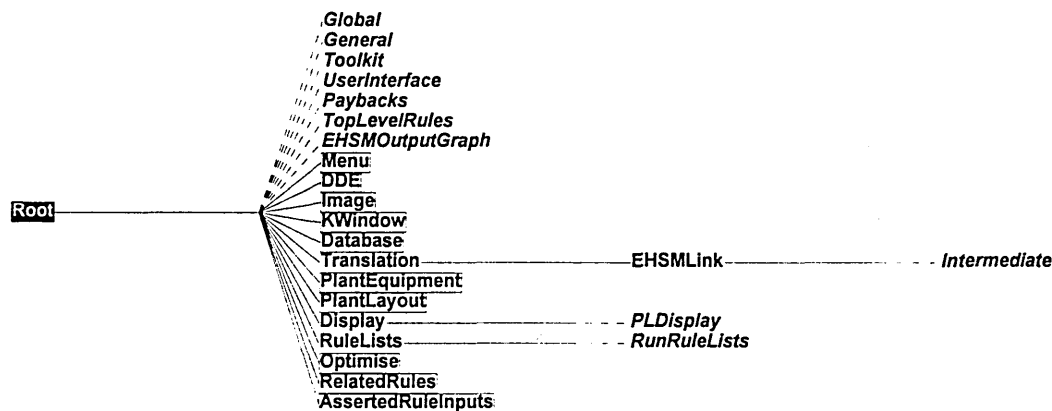 Global
General
Toolkit
UserInterface
Paybacks
TopLevelRules
EHSMOutputGraph
Menu
DDE
Image
Root
KWindow
Database
Translation EHSMLink Intermediate
PlantEquipment
PlantLayout
Display PLDisplay
RuleLists RunRuleLists
Optimise
RelatedRules
AssertedRuleInputs